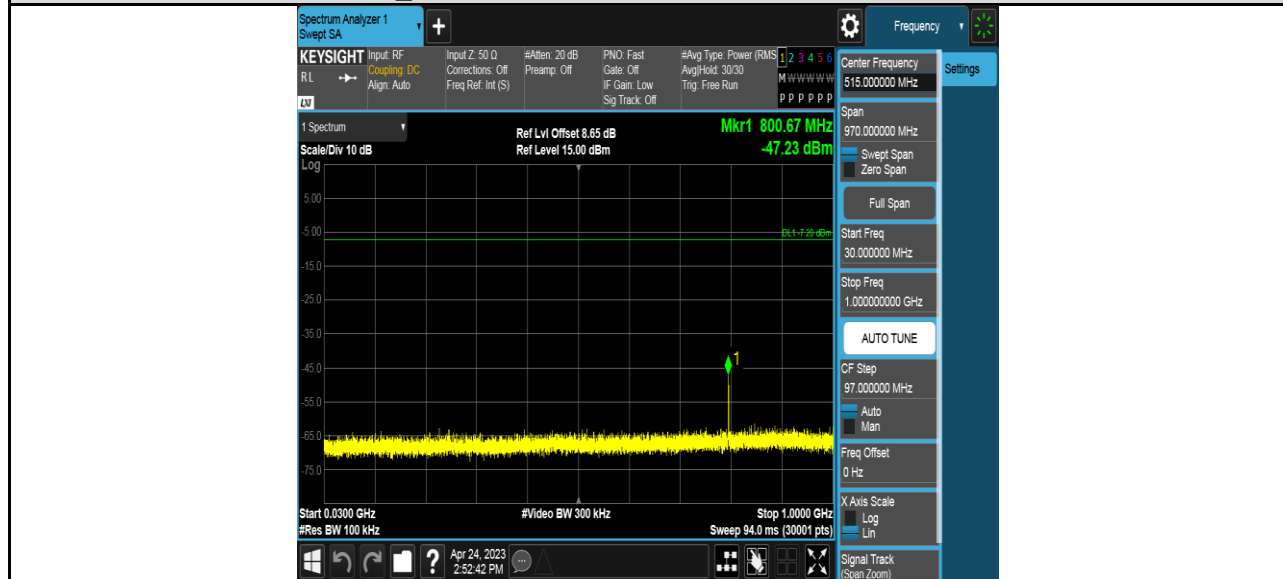 Spectrum Analyzer 1
Swept SA
+
Frequency
KEYSIGHT
RL
LXI
Input: RF
Coupling: DC
Align: Auto
Input Z: 50 Ω
Corrections: Off
Freq Ref: Int (S)
#Atten: 20 dB
Preamp: Off
PNO: Fast
Gate: Off
IF Gain: Low
Sig Track: Off
#Avg Type: Power (RMS
Avg|Hold: 30/30
Trig: Free Run
1 2 3 4 5 6
M W W W W W
P P P P P P
1 Spectrum
Scale/Div 10 dB
Log
Ref Lvl Offset 8.65 dB
Ref Level 15.00 dBm
Mkr1 800.67 MHz
-47.23 dBm
5.00
-5.00
DL1 -7.20 dBm
-15.0
-25.0
-35.0
1
-45.0
-55.0
-65.0
-75.0
Start 0.0300 GHz
#Video BW 300 kHz
Stop 1.0000 GHz
#Res BW 100 kHz
Sweep 94.0 ms (30001 pts)
?
Apr 24, 2023
2:52:42 PM
Center Frequency
515.000000 MHz
Settings
Span
970.000000 MHz
Swept Span
Zero Span
Full Span
Start Freq
30.000000 MHz
Stop Freq
1.000000000 GHz
AUTO TUNE
CF Step
97.000000 MHz
Auto
Man
Freq Offset
0 Hz
X Axis Scale
Log
Lin
Signal Track
(Span Zoom)